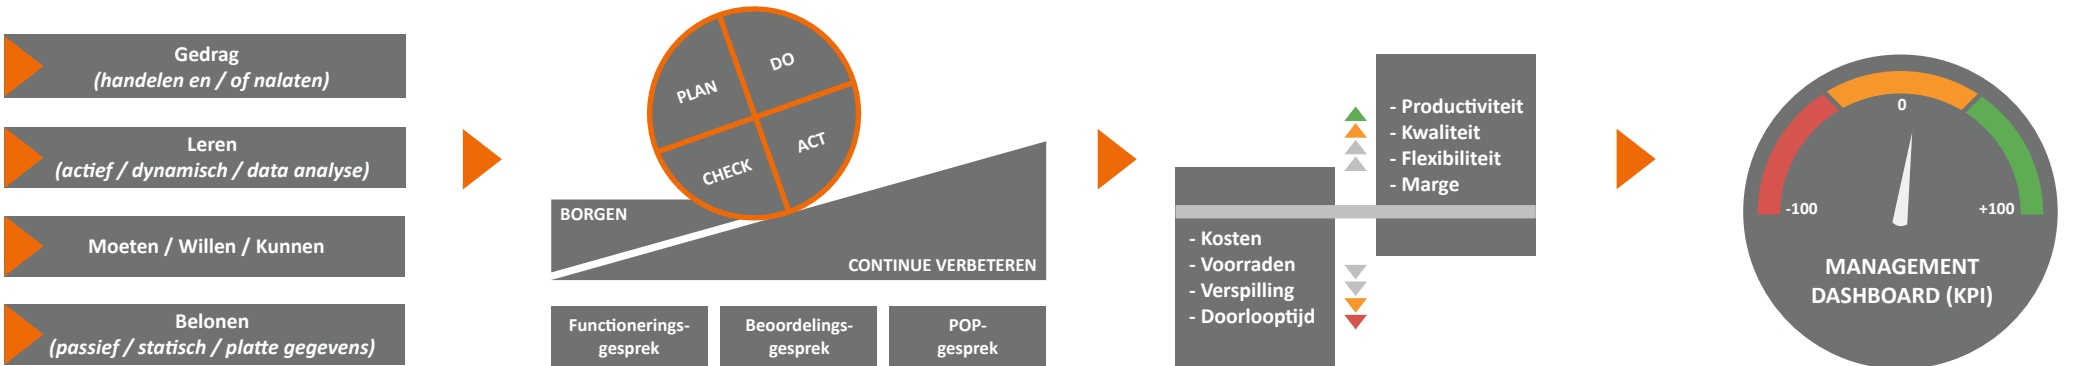 Gedrag
(handelen en / of nalaten)
Leren
(actief / dynamisch / data analyse)
Moeten / Willen / Kunnen
Belonen
(passief / statisch / platte gegevens)
PLAN
DO
CHECK
ACT
BORGEN
CONTINUE VERBETEREN
Functionerings-
gesprek
Beoordelings-
gesprek
POP-
gesprek
- Productiviteit
- Kwaliteit
- Flexibiliteit
- Marge
- Kosten
- Voorraden
- Verspilling
- Doorlooptijd
0
-100
+100
MANAGEMENT
DASHBOARD (KPI)